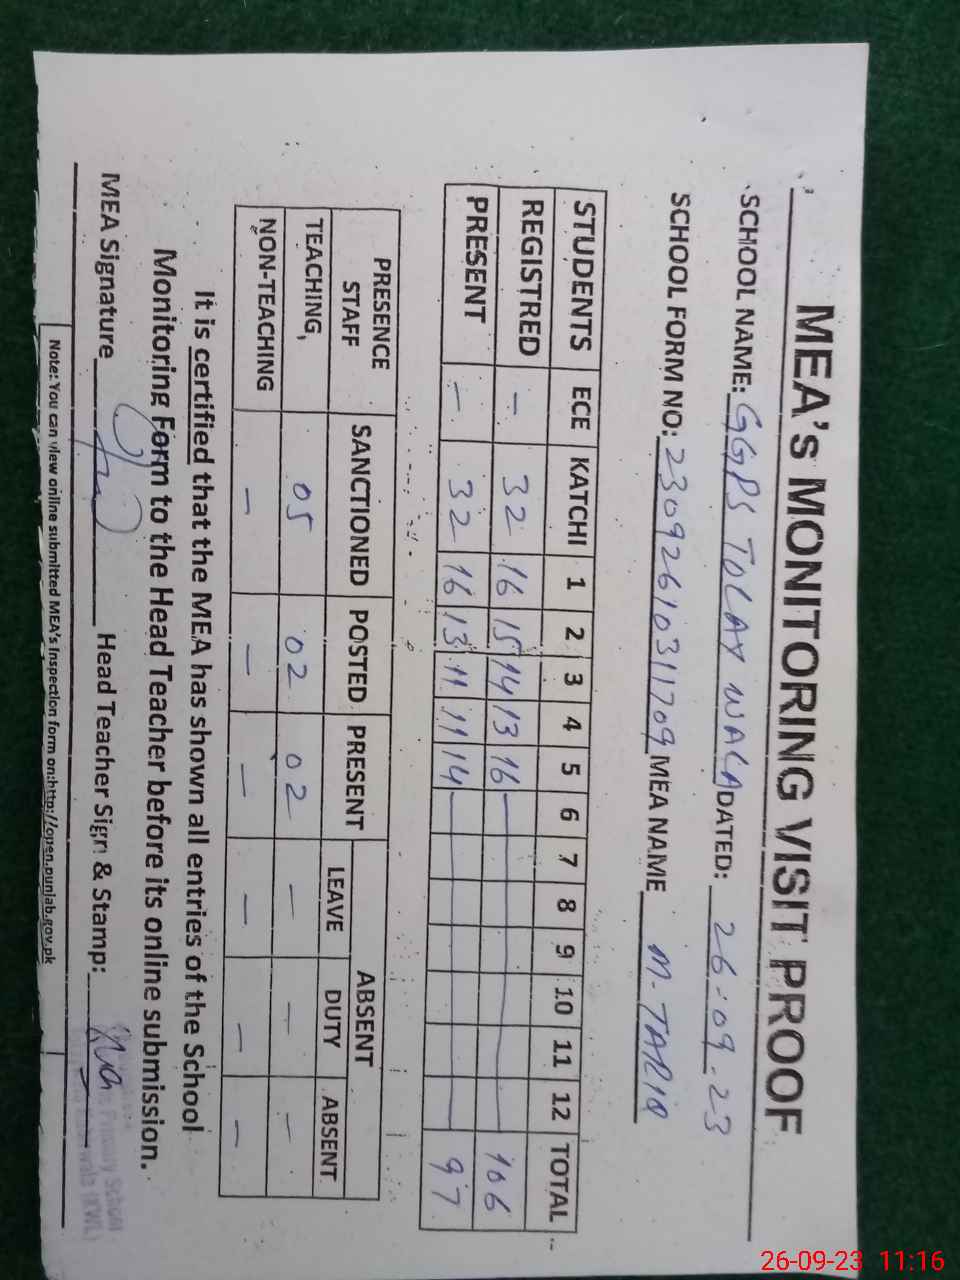 MEA's MONITORING VISIT PROOF
SCHOOL NAME: GGPS TOLAY WALA DATED: 26-09-23
SCHOOL FORM NO: 23092610311709 MEA NAME M. TARIQ
STUDENTS ECE KATCHI 1 2 3 4 5 6 7 8 9 10 11 12 TOTAL
REGISTRED - 32 16 15 14 13 16 106
PRESENT - 32 16 13 11 11 14 97
PRESENCE STAFF SANCTIONED POSTED PRESENT ABSENT
LEAVE DUTY ABSENT
TEACHING, 05 02 02 - - -
NON-TEACHING - - - - - -
It is certified that the MEA has shown all entries of the School
Monitoring Form to the Head Teacher before its online submission.
MEA Signature Head Teacher Sign & Stamp:
Primary School
(KWL)
Note: You can view online submitted MEA's Inspection form on:http://open.punjab.gov.pk
26-09-23 11:16